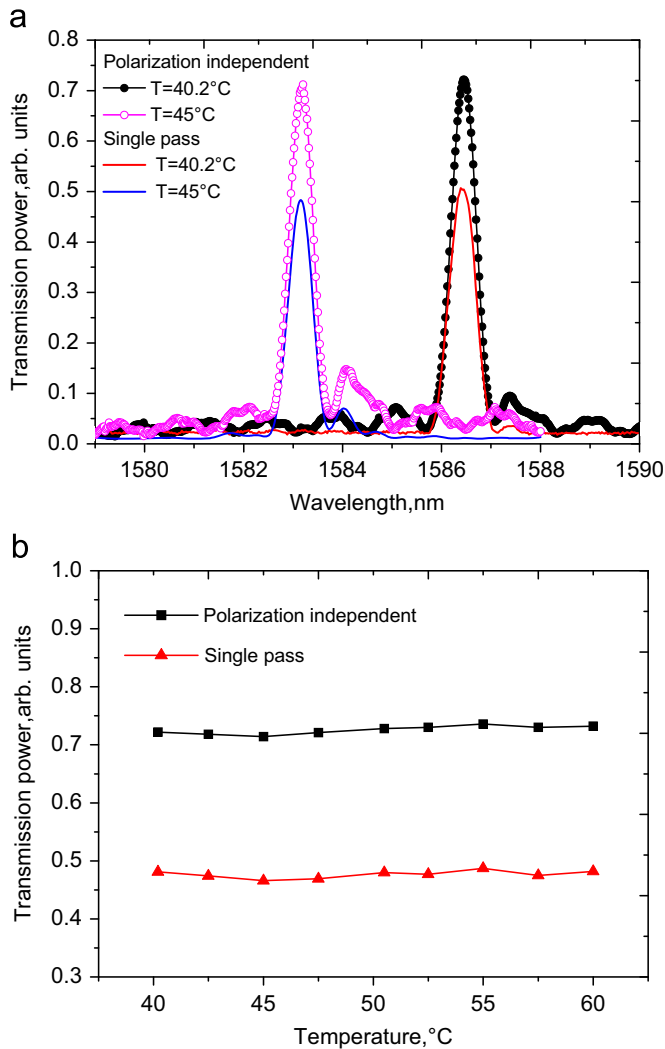 a
0.8
0.7
0.6
0.5
0.4
0.3
0.2
0.1
0.0
Transmission power,arb. units
Polarization independent
T=40.2°C
T=45°C
Single pass
T=40.2°C
T=45°C
1580
1582
1584
1586
1588
1590
Wavelength,nm
b
1.0
0.9
0.8
0.7
0.6
0.5
0.4
0.3
Transmission power,arb. units
Polarization independent
Single pass
40
45
50
55
60
Temperature,°C